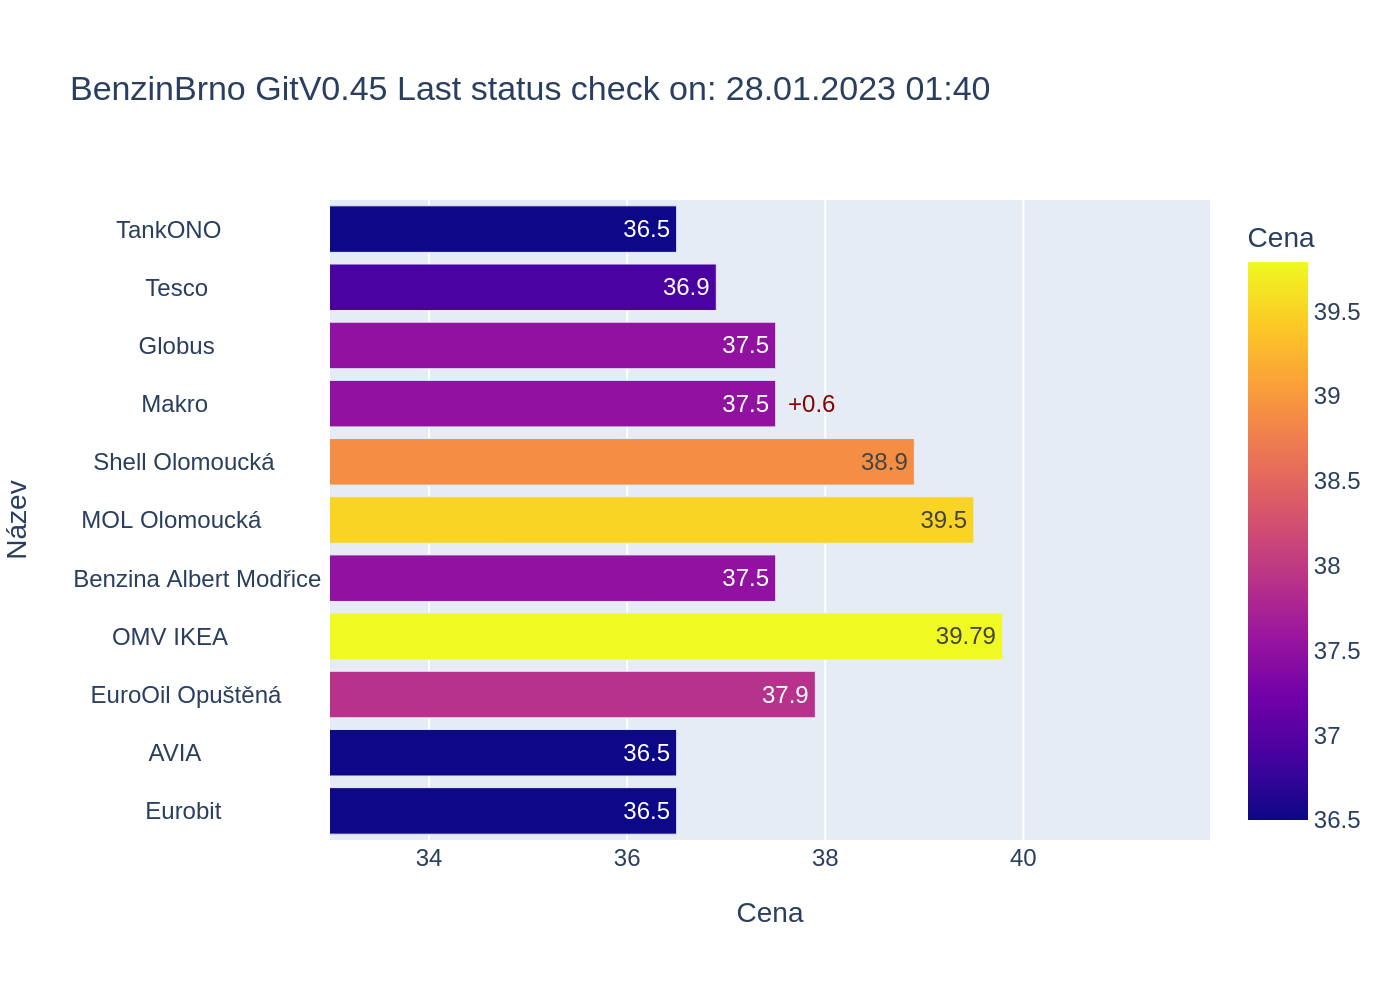 BenzinBrno GitV0.45 Last status check on: 28.01.2023 01:40
TankONO 36.5
Tesco 36.9
Globus 37.5
Makro 37.5 +0.6
Shell Olomoucká 38.9
MOL Olomoucká 39.5
Benzina Albert Modřice 37.5
OMV IKEA 39.79
EuroOil Opuštěná 37.9
AVIA 36.5
Eurobit 36.5
Název
34 36 38 40
Cena
Cena
39.5
39
38.5
38
37.5
37
36.5